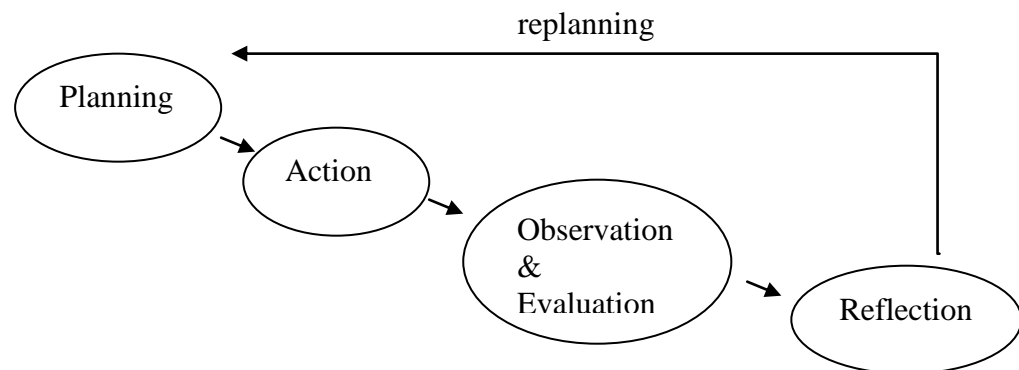 replanning
Planning
Action
Observation
&
Evaluation
Reflection